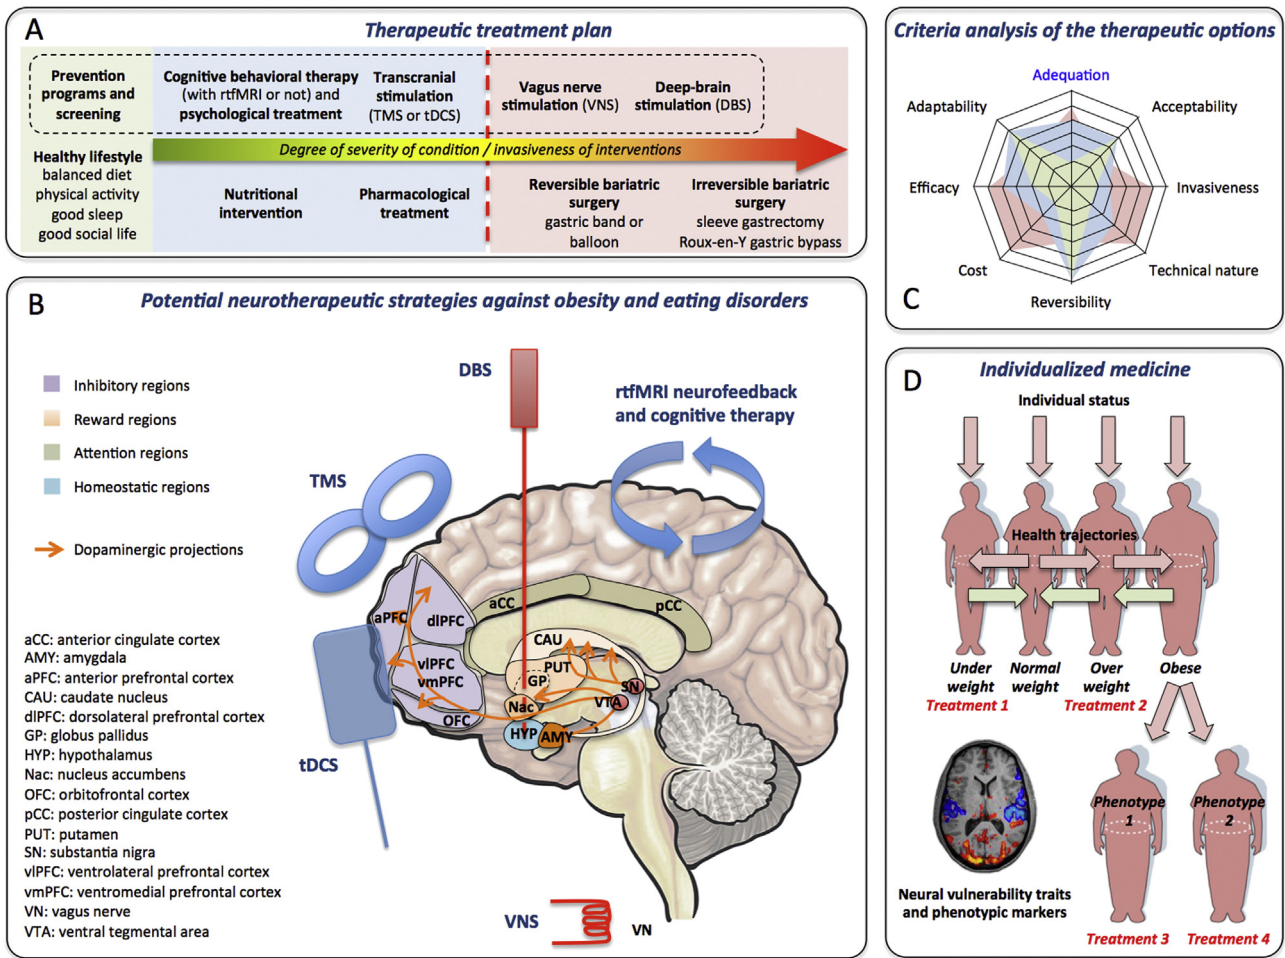 A
Therapeutic treatment plan
Prevention
programs and
screening
Cognitive behavioral therapy
(with rtfMRI or not) and
psychological treatment
Transcranial
stimulation
(TMS or tDCS)
Vagus nerve
stimulation (VNS)
Deep-brain
stimulation (DBS)
Degree of severity of condition / invasiveness of interventions
Healthy lifestyle
balanced diet
physical activity
good sleep
good social life
Nutritional
intervention
Pharmacological
treatment
Reversible bariatric
surgery
gastric band or
balloon
Irreversible bariatric
surgery
sleeve gastrectomy
Roux-en-Y gastric bypass
B
Potential neurotherapeutic strategies against obesity and eating disorders
Inhibitory regions
Reward regions
Attention regions
Homeostatic regions
Dopaminergic projections
aCC: anterior cingulate cortex
AMY: amygdala
aPFC: anterior prefrontal cortex
CAU: caudate nucleus
dlPFC: dorsolateral prefrontal cortex
GP: globus pallidus
HYP: hypothalamus
Nac: nucleus accumbens
OFC: orbitofrontal cortex
pCC: posterior cingulate cortex
PUT: putamen
SN: substantia nigra
vlPFC: ventrolateral prefrontal cortex
vmPFC: ventromedial prefrontal cortex
VN: vagus nerve
VTA: ventral tegmental area
DBS
rtfMRI neurofeedback
and cognitive therapy
TMS
tDCS
aPFC
dlPFC
vlPFC
vmPFC
OFC
aCC
pCC
CAU
PUT
GP
Nac
SN
VTA
HYP
AMY
VNS
VN
Criteria analysis of the therapeutic options
Adequation
Adaptability
Acceptability
Efficacy
Invasiveness
Cost
Technical nature
Reversibility
C
D
Individualized medicine
Individual status
Health trajectories
Under
weight
Normal
weight
Over
weight
Obese
Treatment 1
Treatment 2
Phenotype
1
Phenotype
2
Neural vulnerability traits
and phenotypic markers
Treatment 3
Treatment 4